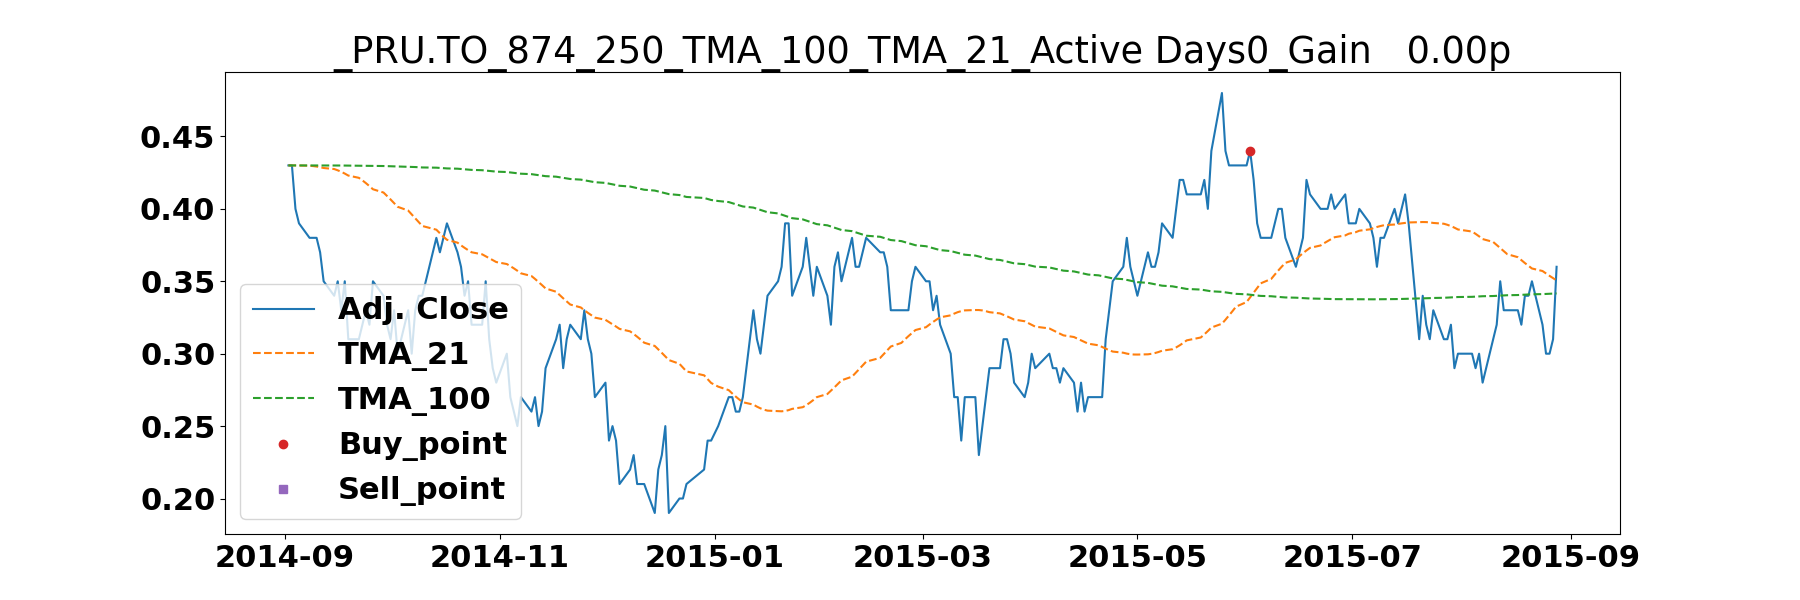 _PRU.TO_874_250_TMA_100_TMA_21_Active Days0_Gain   0.00p
0.45
0.40
0.35
0.30
0.25
0.20
Adj. Close
TMA_21
TMA_100
Buy_point
Sell_point
2014-09 2014-11 2015-01 2015-03 2015-05 2015-07 2015-09